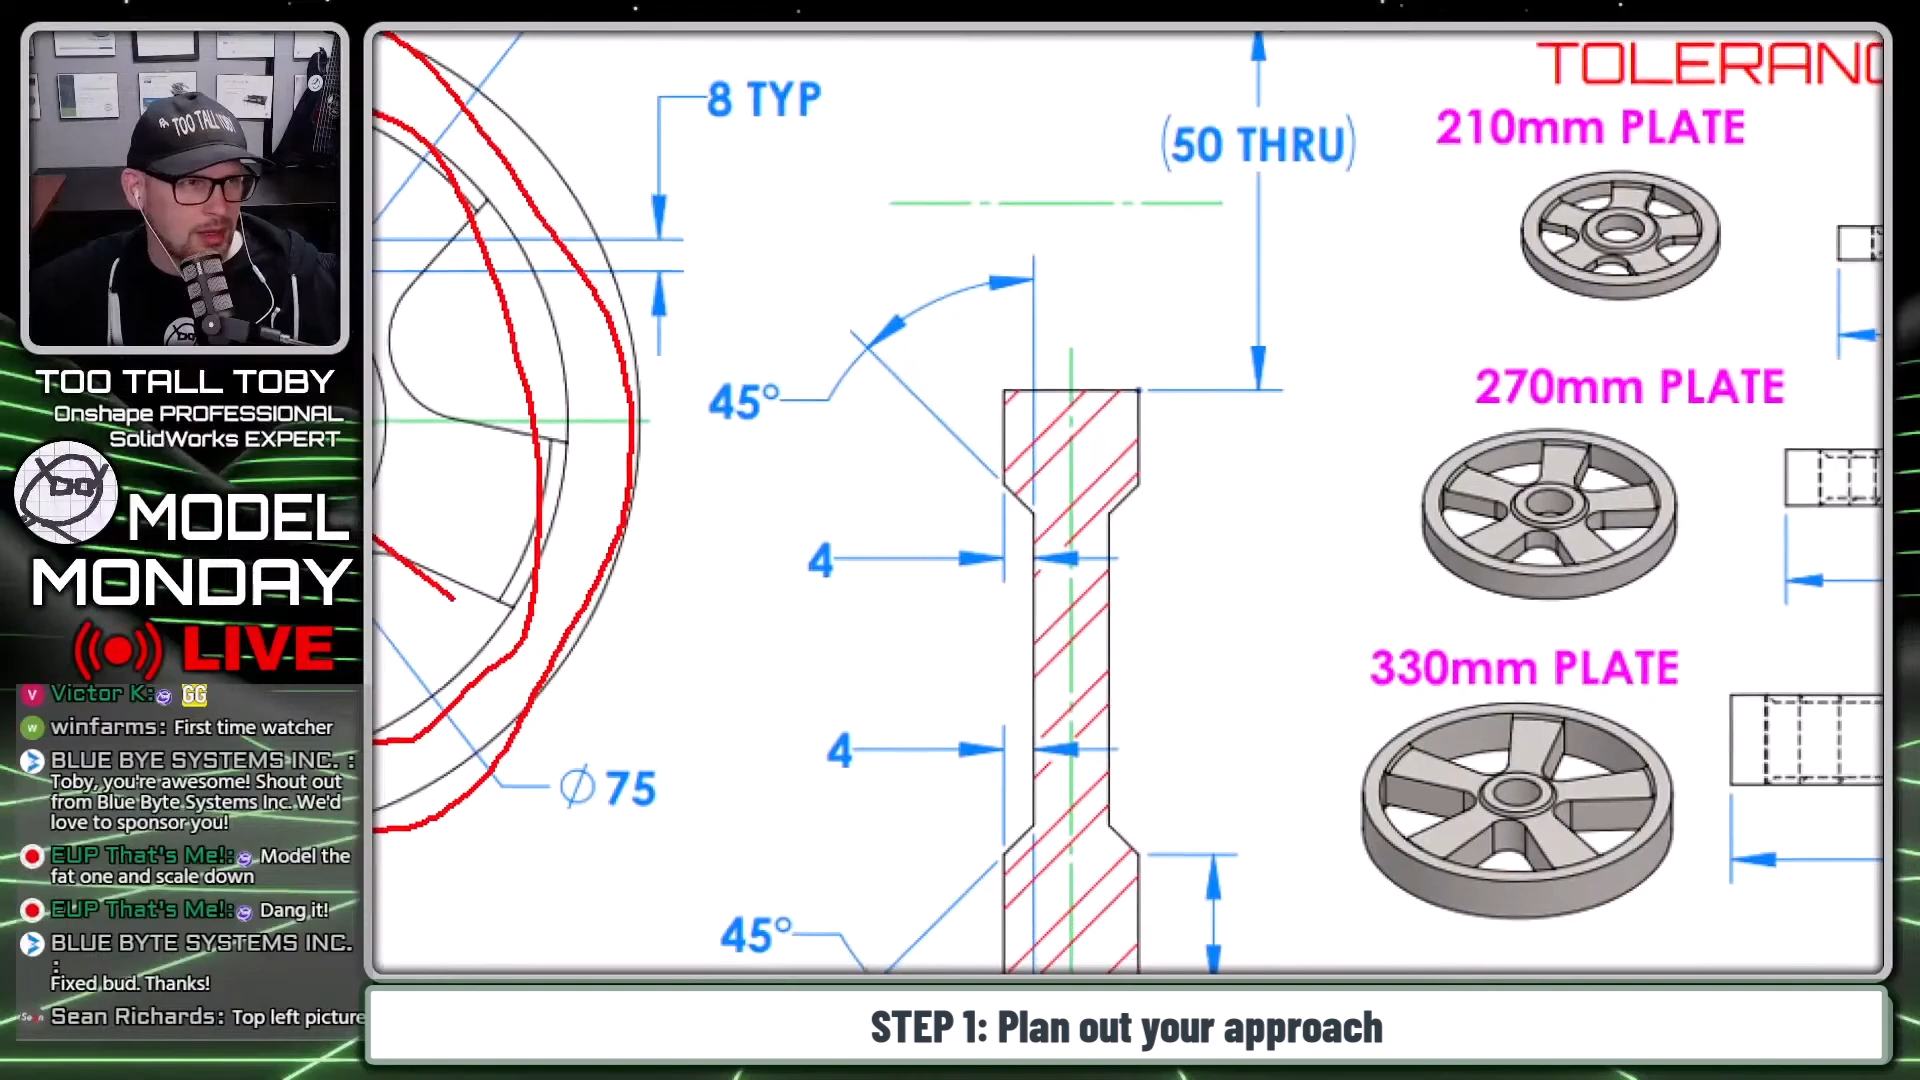 TOO TALL TOBY
TOO TALL TOBY
Onshape PROFESSIONAL
SolidWorks EXPERT
MODEL
MONDAY
LIVE
V Victor K: GG
w winfarms: First time watcher
BLUE BYE SYSTEMS INC. :
Toby, you're awesome! Shout out
from Blue Byte Systems Inc. We'd
love to sponsor you!
EUP That's Me!: Model the
fat one and scale down
EUP That's Me!: Dang it!
BLUE BYTE SYSTEMS INC.
:
Fixed bud. Thanks!
Sean Richards: Top left picture
8 TYP
(50 THRU)
45°
4
4
Ø 75
45°
TOLERANC
210mm PLATE
270mm PLATE
330mm PLATE
STEP 1: Plan out your approach